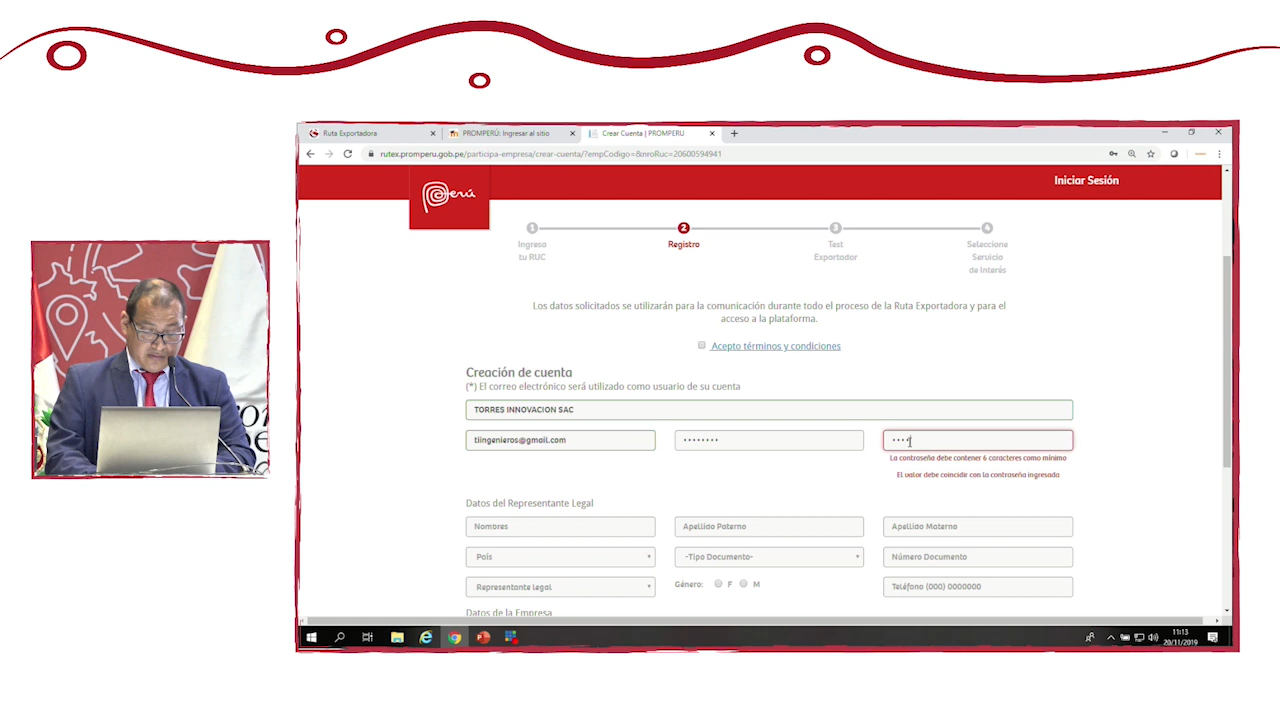 Ruta Exportadora
PROMPERÚ: Ingresar al sitio
Crear Cuenta | PROMPERU
rutex.promperu.gob.pe/participa-empresa/crear-cuenta/?empCodigo=&nroRuc=20600594941
Perú
Iniciar Sesión
1
2
3
4
Ingreso
tu RUC
Registro
Test
Exportador
Seleccione
Servicio
de Interés
Los datos solicitados se utilizarán para la comunicación durante todo el proceso de la Ruta Exportadora y para el
acceso a la plataforma.
Acepto términos y condiciones
Creación de cuenta
(*) El correo electrónico será utilizado como usuario de su cuenta
TORRES INNOVACION SAC
tiingenieros@gmail.com
La contraseña debe contener 6 caracteres como mínimo
El valor debe coincidir con la contraseña ingresada
Datos del Representante Legal
Nombres
Apellido Paterno
Apellido Materno
País
-Tipo Documento-
Número Documento
Representante legal
Género: F M
Teléfono (000) 0000000
Datos de la Empresa
11:13
20/11/2019